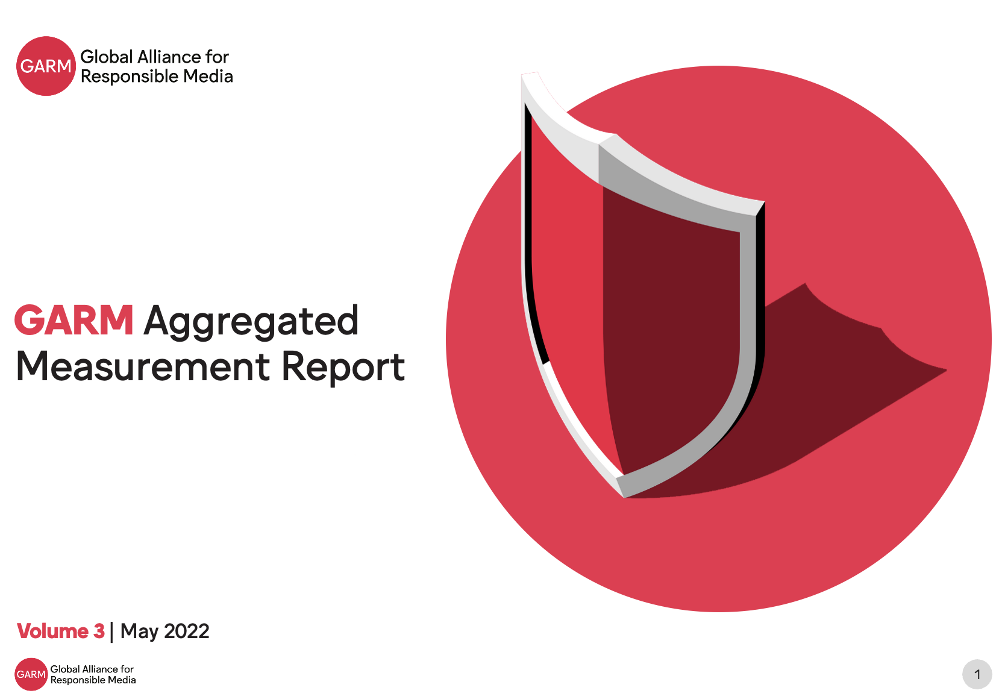 GARM
Global Alliance for
Responsible Media
GARM Aggregated
Measurement Report
Volume 3 | May 2022
GARM
Global Alliance for
Responsible Media
1